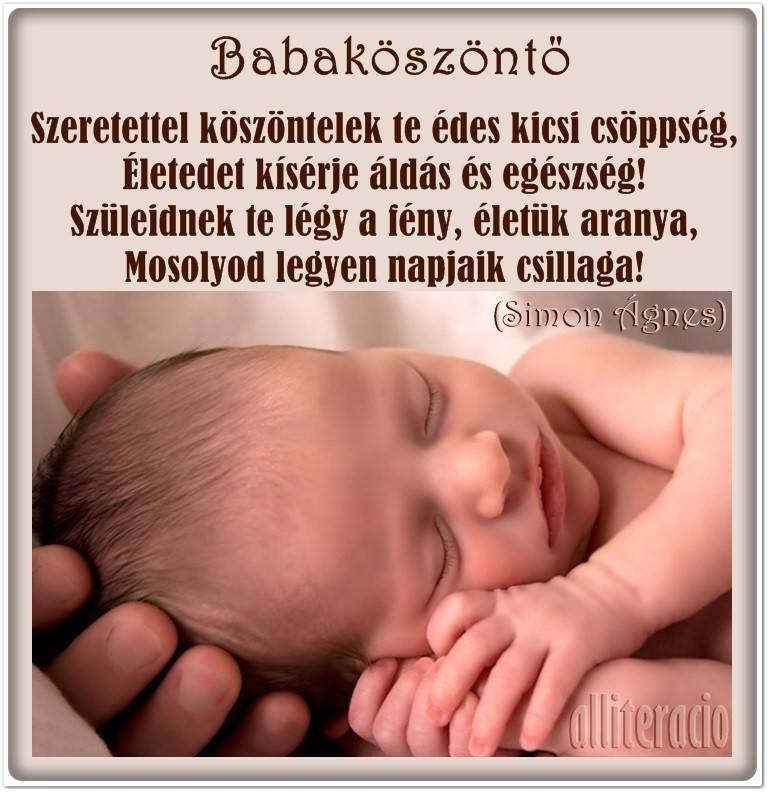 Babaköszöntő
Szeretettel köszöntelek te édes kicsi csöppség,
Életedet kísérje áldás és egészség!
Szüleidnek te légy a fény, életük aranya,
Mosolyod legyen napjaik csillaga!
(Simon Ágnes)
alliteracio